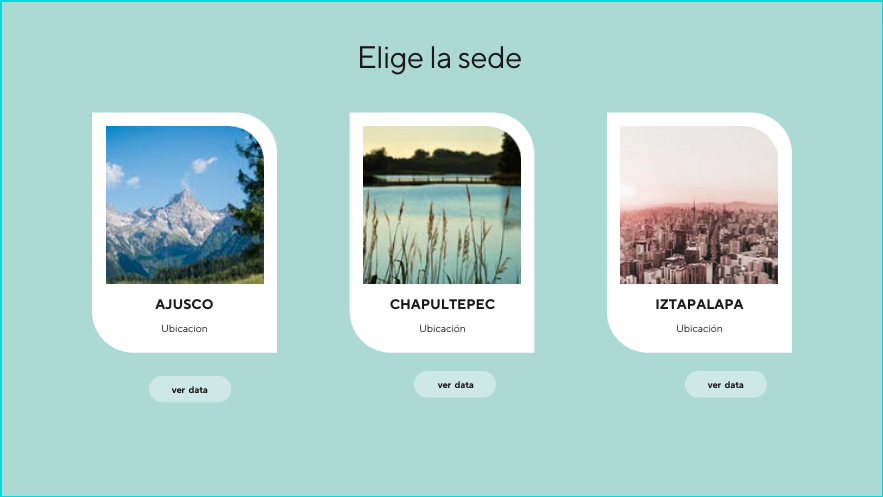 Elige la sede
AJUSCO
Ubicacion
ver data
CHAPULTEPEC
Ubicación
ver data
IZTAPALAPA
Ubicación
ver data